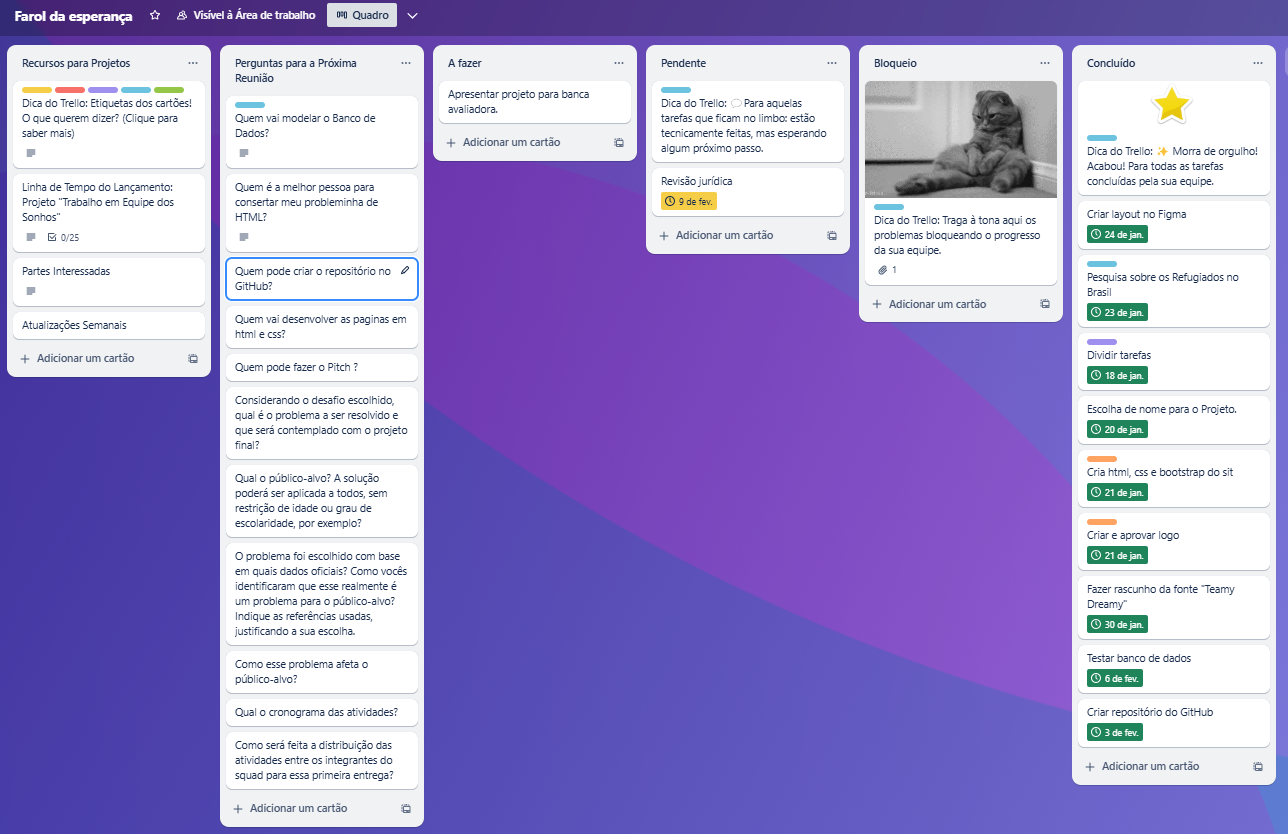 Farol da esperança
Visível à Área de trabalho
Quadro
Recursos para Projetos
Dica do Trello: Etiquetas dos cartões!
O que querem dizer? (Clique para
saber mais)
Linha de Tempo do Lançamento:
Projeto "Trabalho em Equipe dos
Sonhos"
0/25
Partes Interessadas
Atualizações Semanais
Adicionar um cartão
Perguntas para a Próxima
Reunião
Quem vai modelar o Banco de
Dados?
Quem é a melhor pessoa para
consertar meu probleminha de
HTML?
Quem pode criar o repositório no
GitHub?
Quem vai desenvolver as paginas em
html e css?
Quem pode fazer o Pitch ?
Considerando o desafio escolhido,
qual é o problema a ser resolvido e
que será contemplado com o projeto
final?
Qual o público-alvo? A solução
poderá ser aplicada a todos, sem
restrição de idade ou grau de
escolaridade, por exemplo?
O problema foi escolhido com base
em quais dados oficiais? Como vocês
identificaram que esse realmente é
um problema para o público-alvo?
Indique as referências usadas,
justificando a sua escolha.
Como esse problema afeta o
público-alvo?
Qual o cronograma das atividades?
Como será feita a distribuição das
atividades entre os integrantes do
squad para essa primeira entrega?
Adicionar um cartão
A fazer
Apresentar projeto para banca
avaliadora.
Adicionar um cartão
Pendente
Dica do Trello: 💬Para aquelas
tarefas que ficam no limbo: estão
tecnicamente feitas, mas esperando
algum próximo passo.
Revisão jurídica
9 de fev.
Adicionar um cartão
Bloqueio
Dica do Trello: Traga à tona aqui os
problemas bloqueando o progresso
da sua equipe.
1
Adicionar um cartão
Concluído
Dica do Trello: ✨ Morra de orgulho!
Acabou! Para todas as tarefas
concluídas pela sua equipe.
Criar layout no Figma
24 de jan.
Pesquisa sobre os Refugiados no
Brasil
23 de jan.
Dividir tarefas
18 de jan.
Escolha de nome para o Projeto.
20 de jan.
Cria html, css e bootstrap do sit
21 de jan.
Criar e aprovar logo
21 de jan.
Fazer rascunho da fonte "Teamy
Dreamy"
30 de jan.
Testar banco de dados
6 de fev.
Criar repositório do GitHub
3 de fev.
Adicionar um cartão